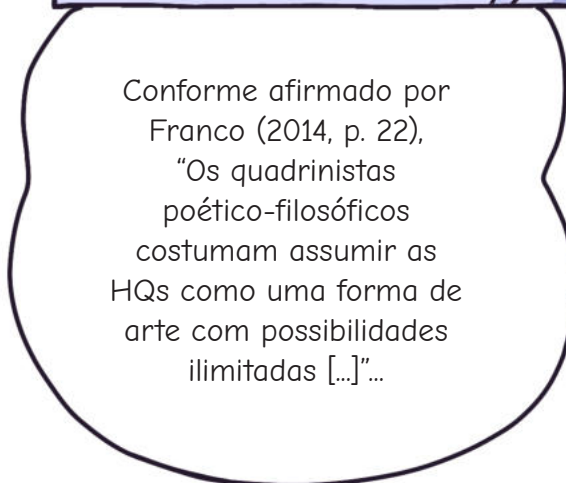 Conforme afirmado por
Franco (2014, p. 22),
“Os quadrinistas
poético-filosóficos
costumam assumir as
HQs como uma forma de
arte com possibilidades
ilimitadas [...]”...